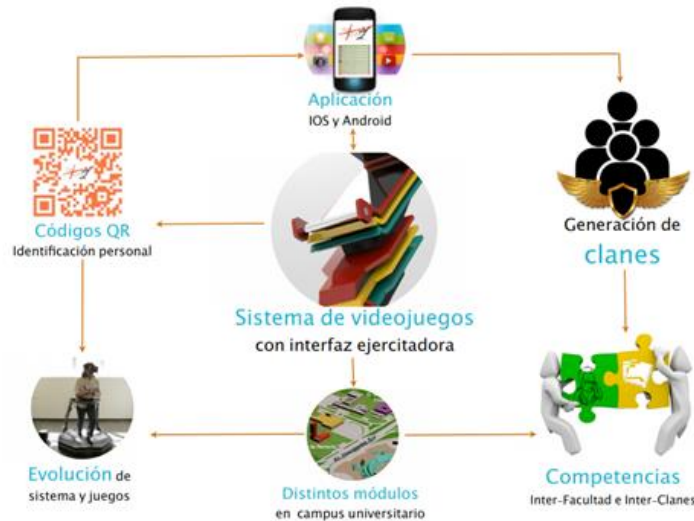 Aplicación
IOS y Android
Códigos QR
Identificación personal
Generación de
clanes
Sistema de videojuegos
con interfaz ejercitadora
Evolución de
sistema y juegos
Distintos módulos
en campus universitario
Competencias
Inter-Facultad e Inter-Clanes